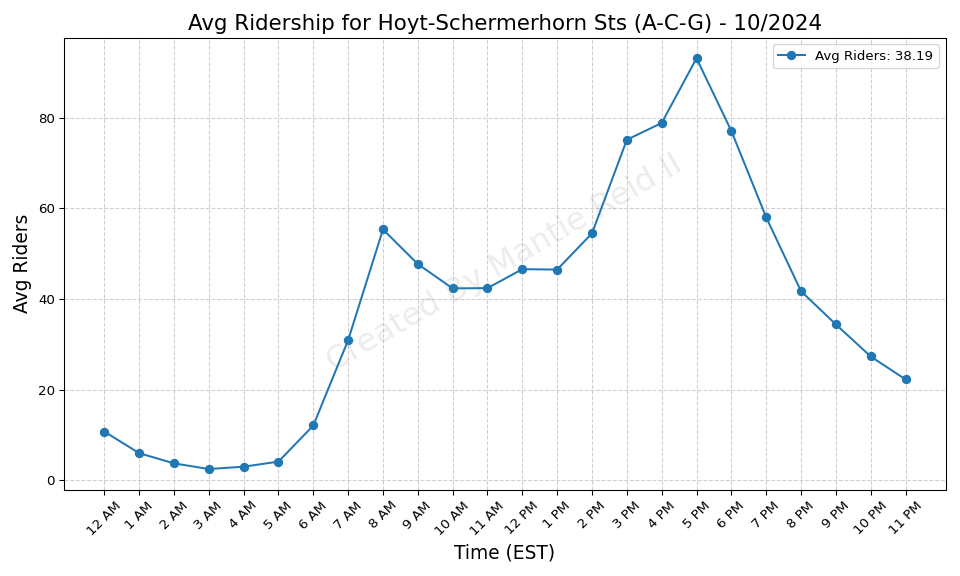 Avg Ridership for Hoyt-Schermerhorn Sts (A-C-G) - 10/2024
Avg Riders: 38.19
Avg Riders
80
60
40
20
0
Created By Mantie Reid II
12 AM
1 AM
2 AM
3 AM
4 AM
5 AM
6 AM
7 AM
8 AM
9 AM
10 AM
11 AM
12 PM
1 PM
2 PM
3 PM
4 PM
5 PM
6 PM
7 PM
8 PM
9 PM
10 PM
11 PM
Time (EST)